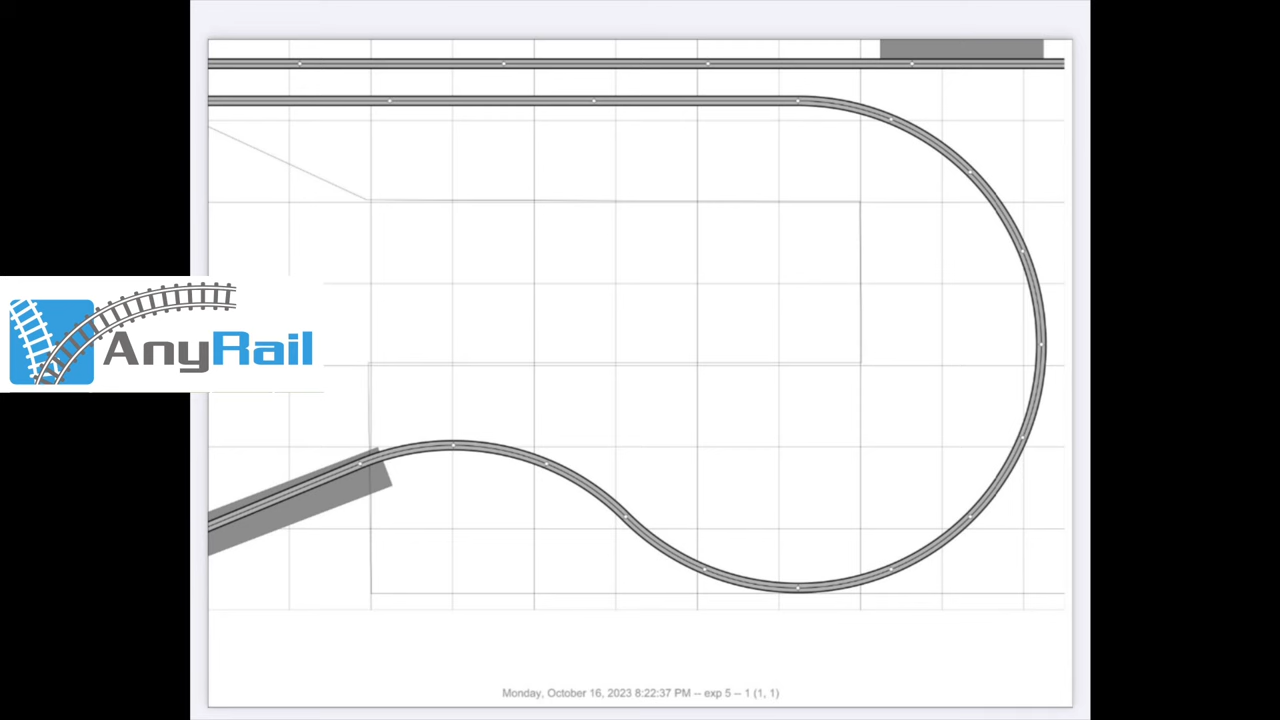 AnyRail
Monday, October 16, 2023 8:22:37 PM -- exp 5 -- 1 (1, 1)